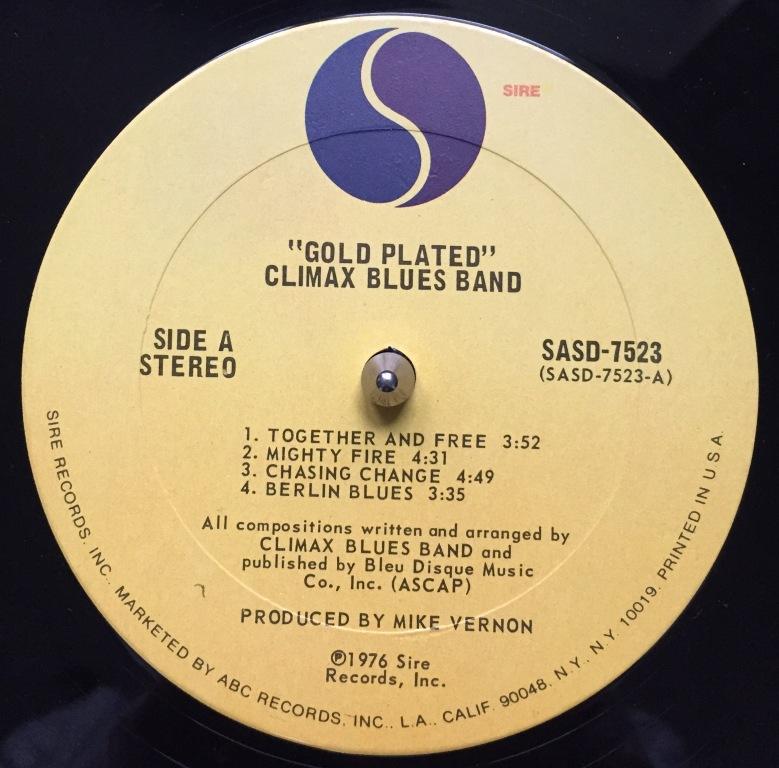 SIRE
"GOLD PLATED"
CLIMAX BLUES BAND
SIDE A
STEREO
SASD-7523
(SASD-7523-A)
1. TOGETHER AND FREE 3:52
2. MIGHTY FIRE 4:31
3. CHASING CHANGE 4:49
4. BERLIN BLUES 3:35
All compositions written and arranged by
CLIMAX BLUES BAND and
published by Bleu Disque Music
Co., Inc. (ASCAP)
PRODUCED BY MIKE VERNON
℗1976 Sire
Records, Inc.
SIRE RECORDS, INC., MARKETED BY ABC RECORDS, INC., L.A., CALIF. 90048, N.Y., N.Y. 10019. PRINTED IN U.S.A.